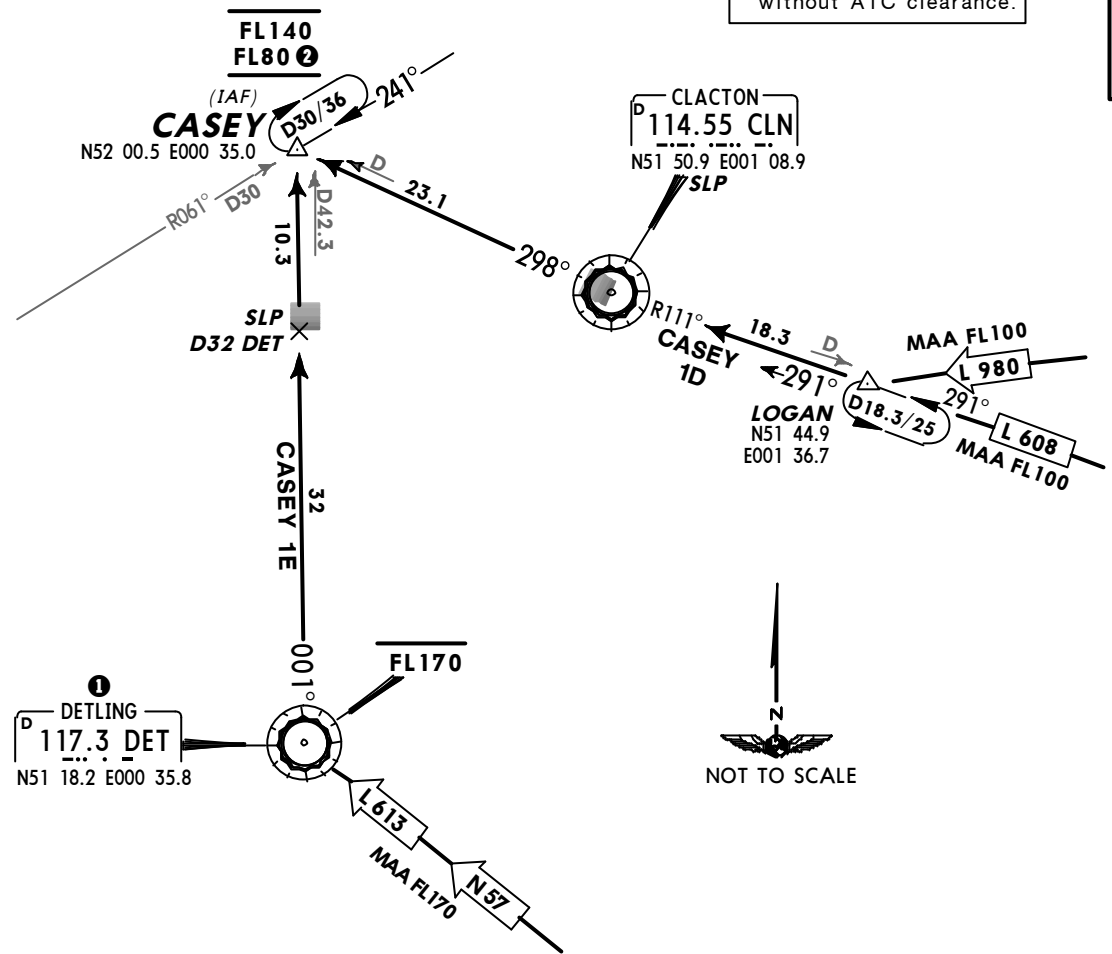 without ATC clearance.
FL140
FL80 ❷
(IAF)
CASEY
N52 00.5 E000 35.0
D30/36
241°
R061°
D30
D42.3
10.3
D
23.1
298°
CLACTON
D
114.55 CLN
N51 50.9 E001 08.9
SLP
R111°
18.3
D
CASEY
1D
291°
LOGAN
N51 44.9
E001 36.7
D18.3/25
MAA FL100
L 980
291°
L 608
MAA FL100
SLP
D32 DET
CASEY 1E
32
001°
FL170
❶
DETLING
D
117.3 DET
N51 18.2 E000 35.8
L 613
MAA FL170
N 57
N
NOT TO SCALE